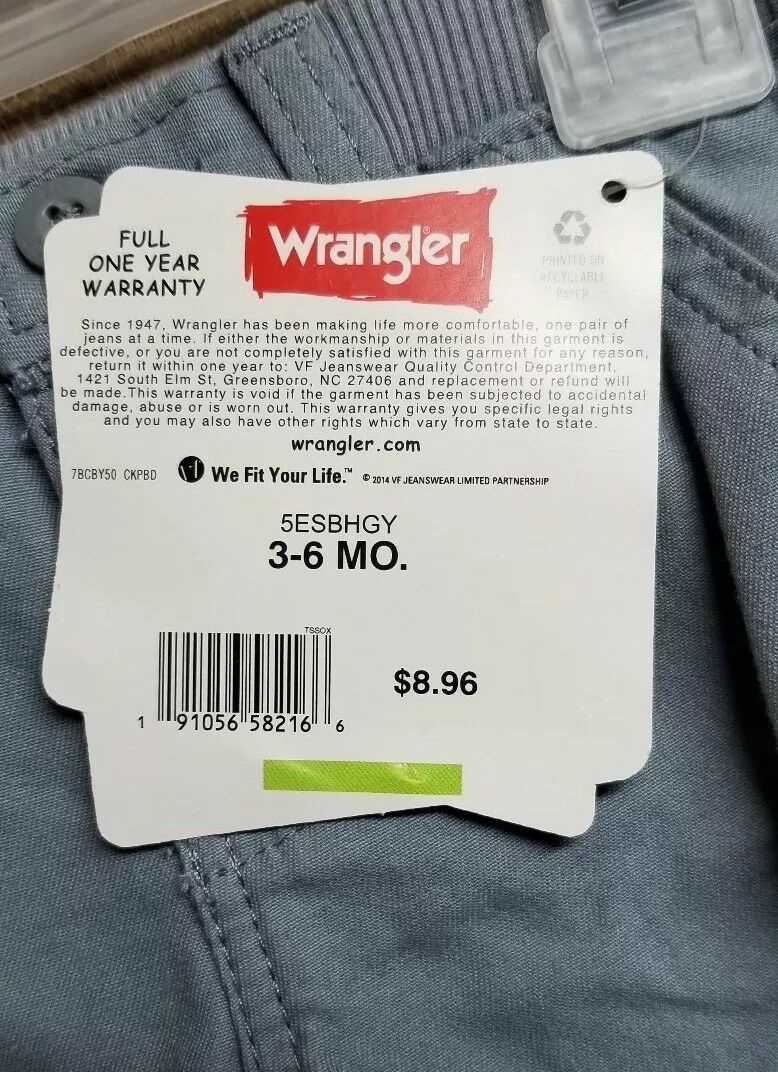 FULL
ONE YEAR
WARRANTY
Wrangler®
PRINTED ON
RECYCLABLE
PAPER
Since 1947, Wrangler has been making life more comfortable, one pair of
jeans at a time. If either the workmanship or materials in this garment is
defective, or you are not completely satisfied with this garment for any reason,
return it within one year to: VF Jeanswear Quality Control Department,
1421 South Elm St, Greensboro, NC 27406 and replacement or refund will
be made.This warranty is void if the garment has been subjected to accidental
damage, abuse or is worn out. This warranty gives you specific legal rights
and you may also have other rights which vary from state to state.
wrangler.com
7BCBY50 CKPBD VF We Fit Your Life.™ © 2014 VF JEANSWEAR LIMITED PARTNERSHIP
5ESBHGY
3-6 MO.
TSSOX
$8.96
1 91056 58216 6